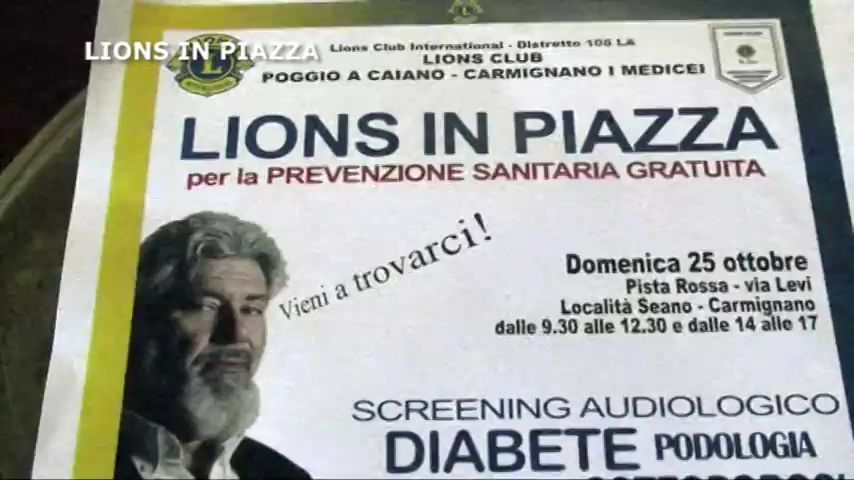 LIONS IN PIAZZA
Lions Club International - Distretto 108 LA
LIONS CLUB
POGGIO A CAIANO - CARMIGNANO I MEDICEI
LIONS IN PIAZZA
per la PREVENZIONE SANITARIA GRATUITA
Vieni a trovarci!
Domenica 25 ottobre
Pista Rossa - via Levi
Località Seano - Carmignano
dalle 9.30 alle 12.30 e dalle 14 alle 17
SCREENING AUDIOLOGICO
DIABETE PODOLOGIA